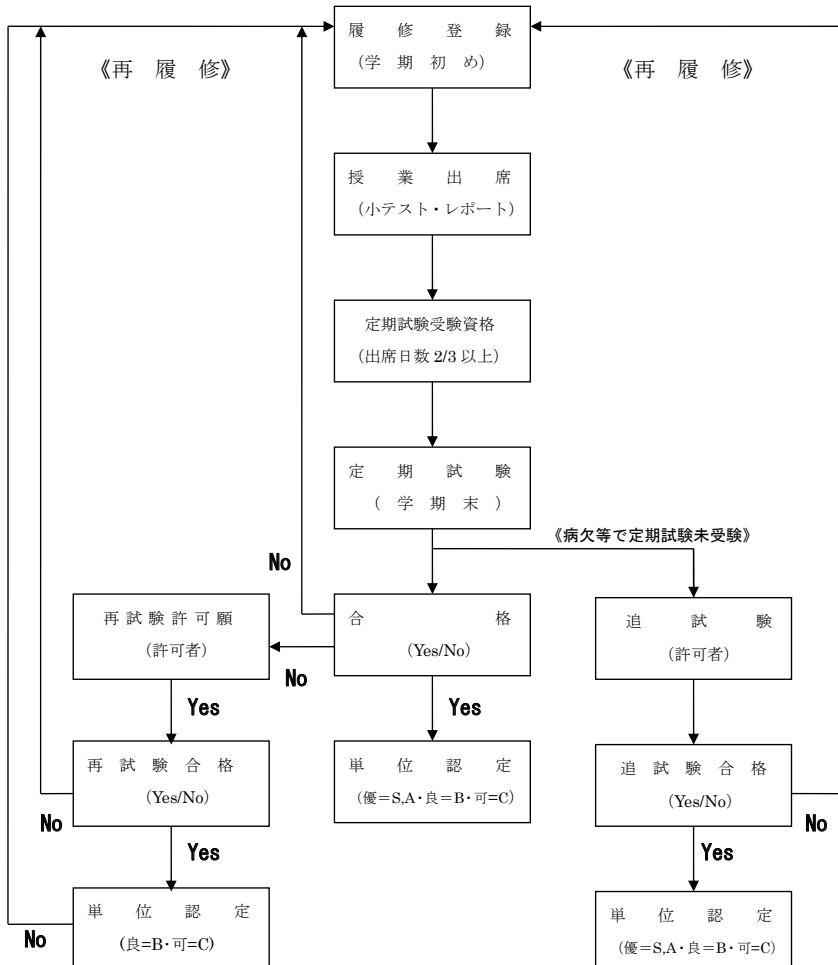 履修登録
（学期初め）
《再履修》
《再履修》
授業出席
（小テスト・レポート）
定期試験受験資格
（出席日数 2/3 以上）
定期試験
（学期末）
《病欠等で定期試験未受験》
No
再試験許可願
（許可者）
合格
(Yes/No)
追試験
（許可者）
No
Yes
Yes
再試験合格
(Yes/No)
単位認定
（優＝S,A・良＝B・可=C）
追試験合格
(Yes/No)
No
No
Yes
Yes
単位認定
(良=B・可=C)
No
単位認定
（優＝S,A・良＝B・可=C）